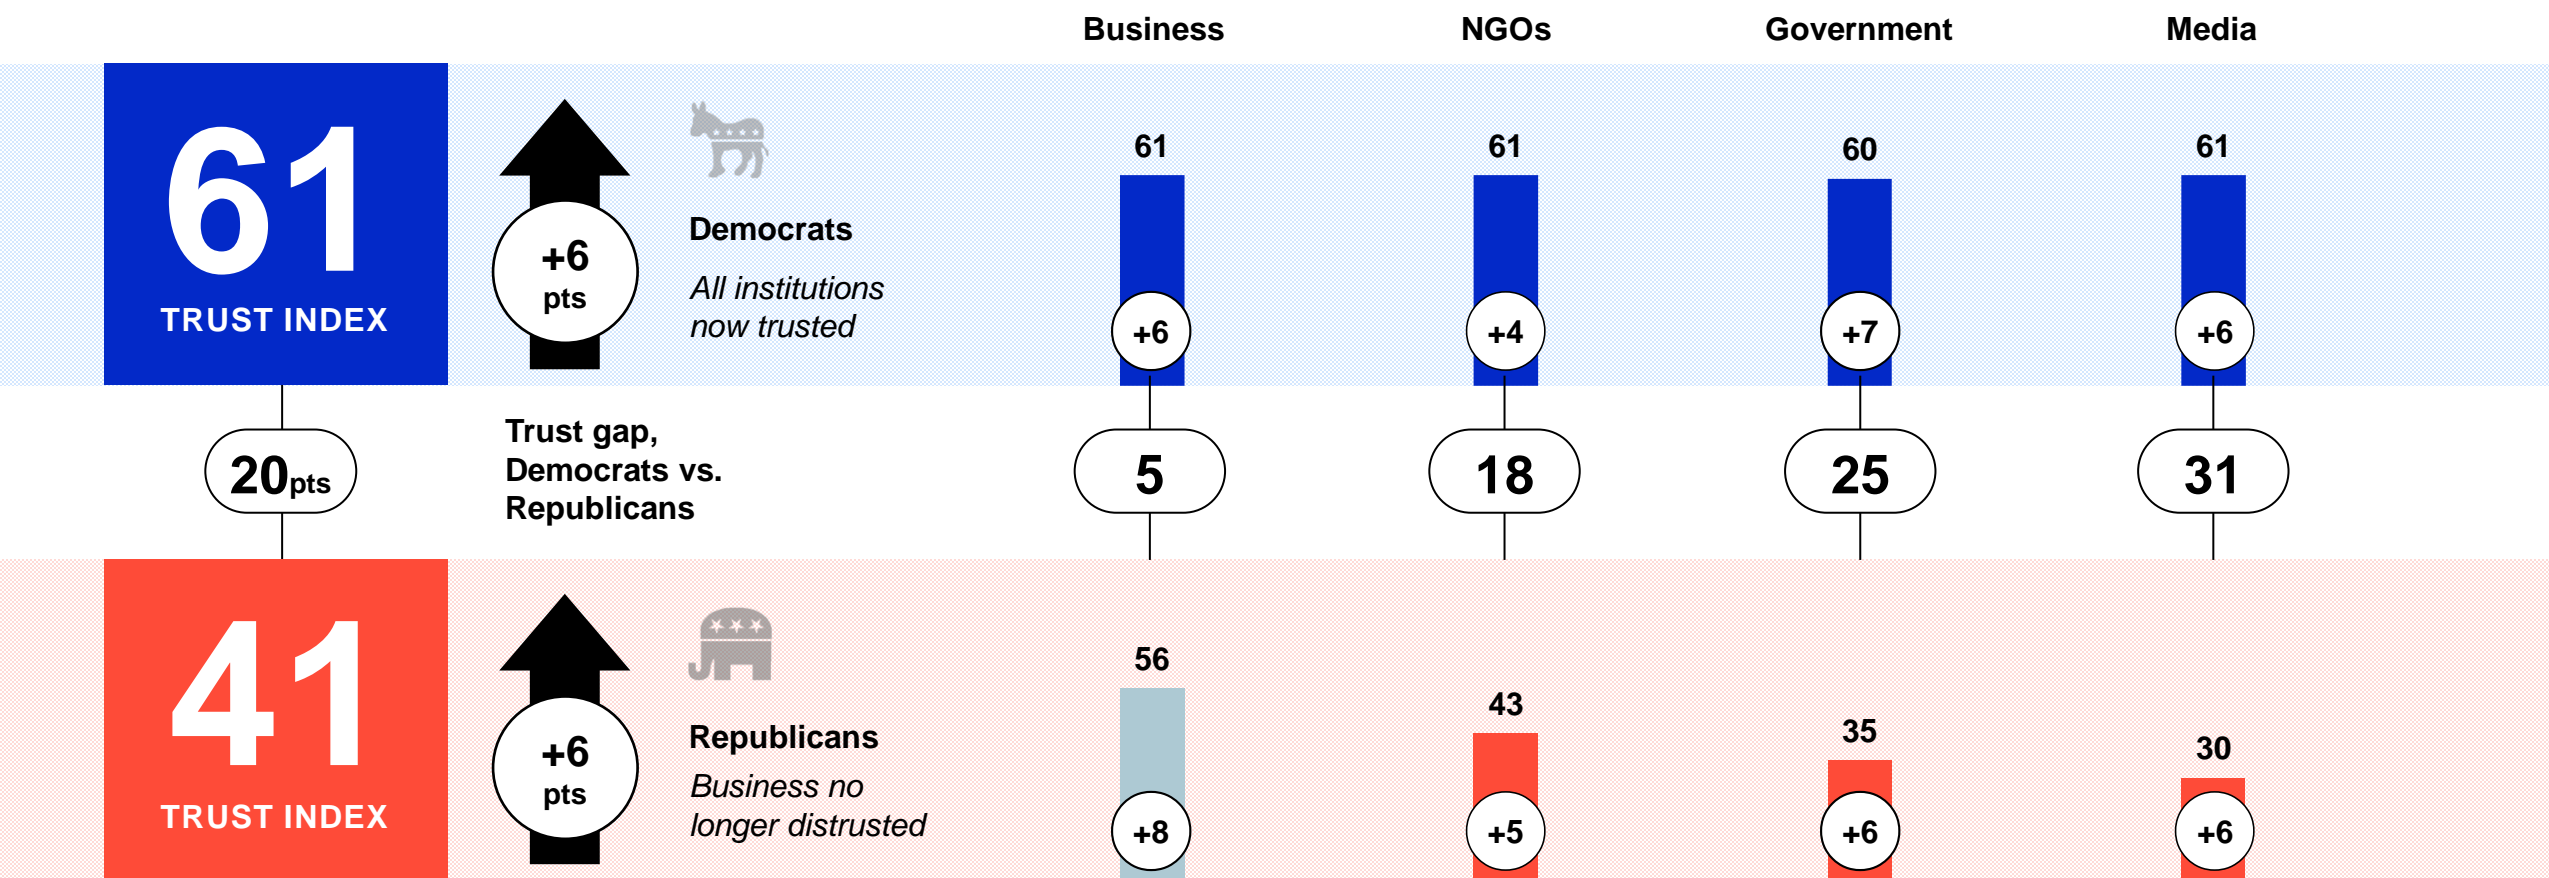 Business NGOs Government Media
61
TRUST INDEX
+6
pts
Democrats
All institutions
now trusted
61 61 60 61
+6 +4 +7 +6
20pts
Trust gap,
Democrats vs.
Republicans
5 18 25 31
41
TRUST INDEX
+6
pts
Republicans
Business no
longer distrusted
56 43 35 30
+8 +5 +6 +6